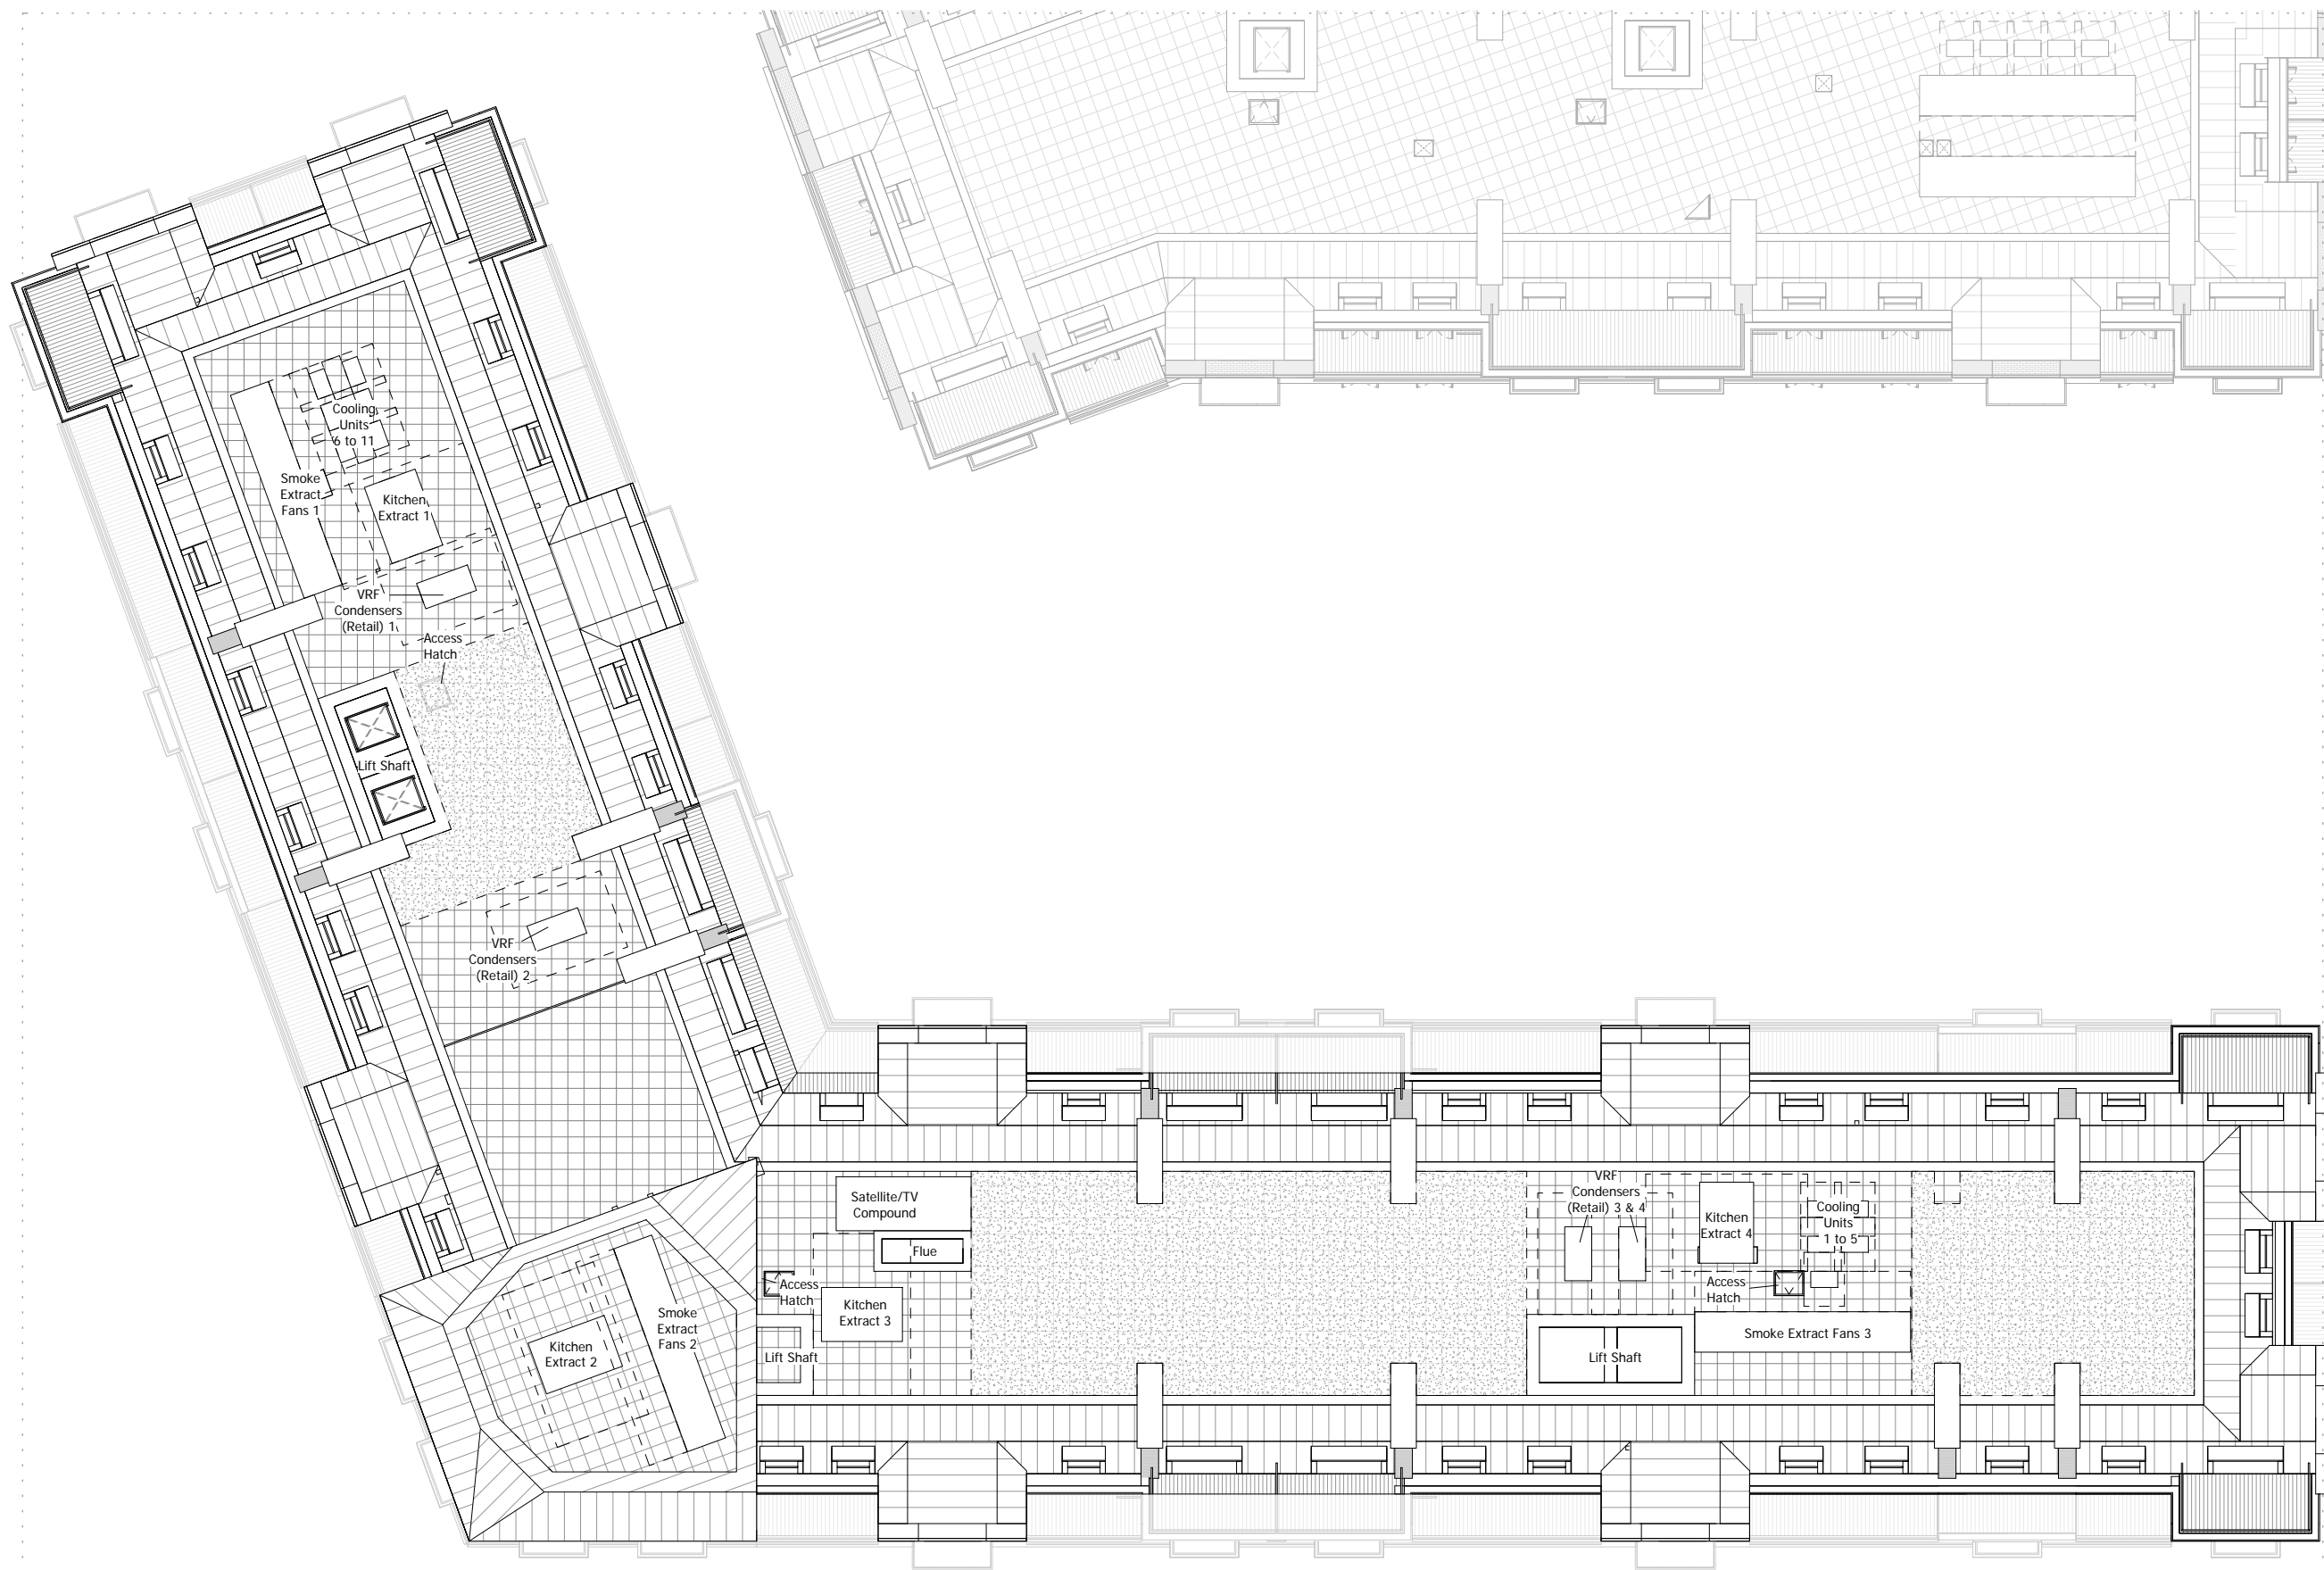 Cooling
Units
6 to 11
Smoke
Extract
Fans 1
Kitchen
Extract 1
VRF
Condensers
(Retail) 1
Access
Hatch
Lift Shaft
VRF
Condensers
(Retail) 2
Satellite/TV
Compound
Flue
Access
Hatch
Kitchen
Extract 3
Lift Shaft
Smoke
Extract
Fans 2
Kitchen
Extract 2
VRF
Condensers
(Retail) 3 & 4
Kitchen
Extract 4
Cooling
Units
1 to 5
Access
Hatch
Smoke Extract Fans 3
Lift Shaft